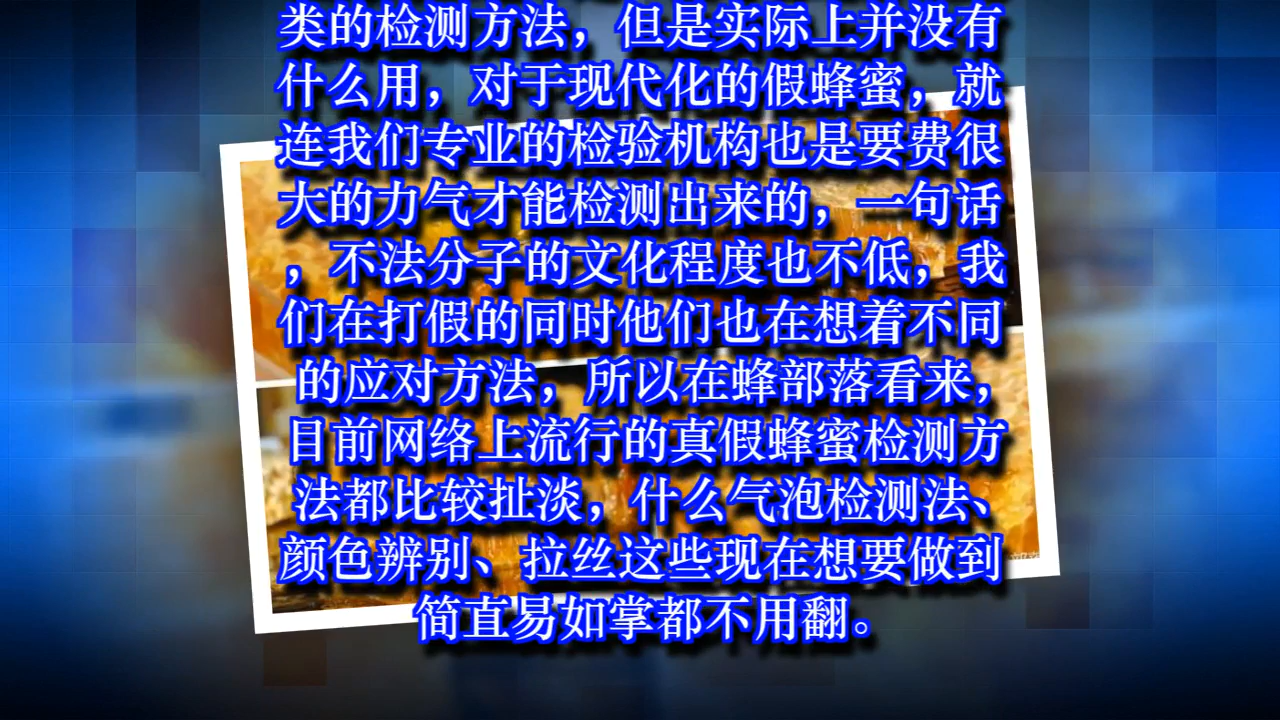 类的检测方法，但是实际上并没有
什么用，对于现代化的假蜂蜜，就
连我们专业的检验机构也是要费很
大的力气才能检测出来的，一句话
，不法分子的文化程度也不低，我
们在打假的同时他们也在想着不同
的应对方法，所以在蜂部落看来，
目前网络上流行的真假蜂蜜检测方
法都比较扯淡，什么气泡检测法、
颜色辨别、拉丝这些现在想要做到
简直易如掌都不用翻。